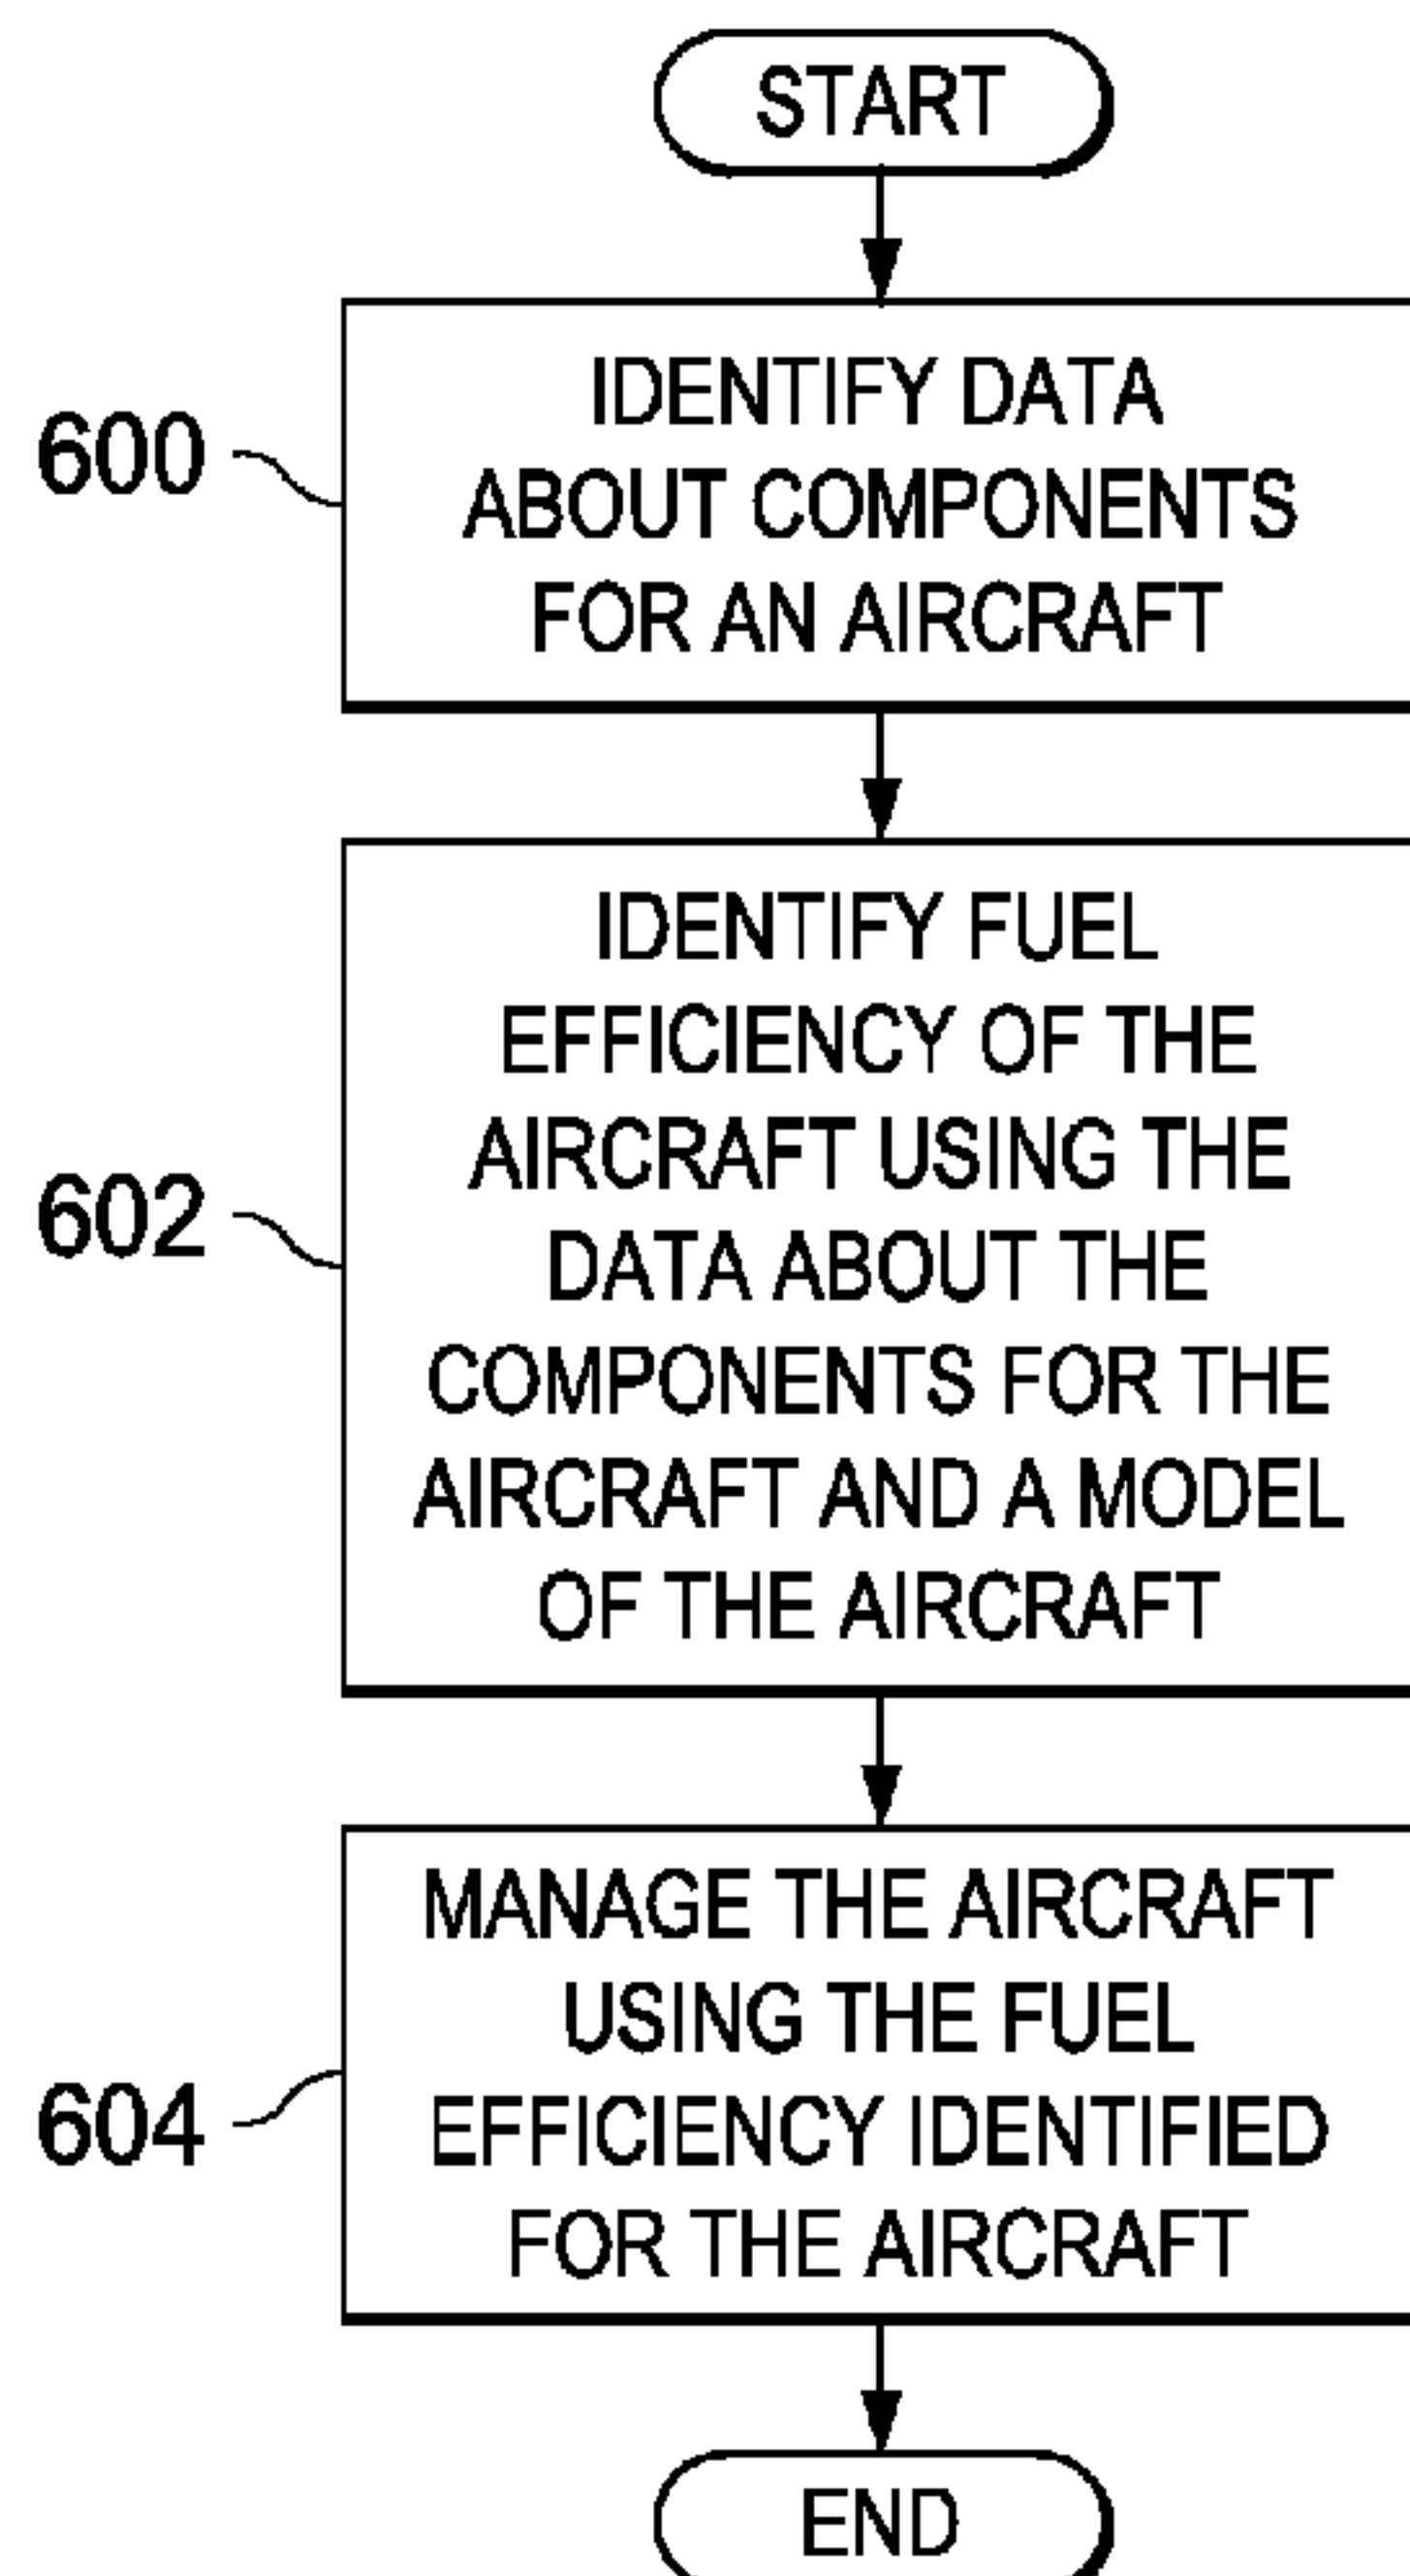 START
600
IDENTIFY DATA
ABOUT COMPONENTS
FOR AN AIRCRAFT
602
IDENTIFY FUEL
EFFICIENCY OF THE
AIRCRAFT USING THE
DATA ABOUT THE
COMPONENTS FOR THE
AIRCRAFT AND A MODEL
OF THE AIRCRAFT
604
MANAGE THE AIRCRAFT
USING THE FUEL
EFFICIENCY IDENTIFIED
FOR THE AIRCRAFT
END